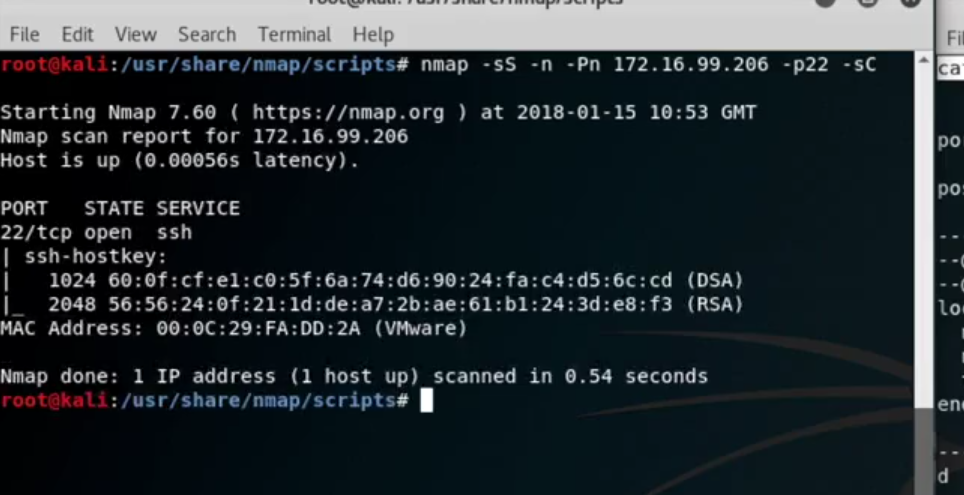 root@kali: /usr/share/nmap/scripts
File Edit View Search Terminal Help
root@kali:/usr/share/nmap/scripts# nmap -sS -n -Pn 172.16.99.206 -p22 -sC
Starting Nmap 7.60 ( https://nmap.org ) at 2018-01-15 10:53 GMT
Nmap scan report for 172.16.99.206
Host is up (0.00056s latency).
PORT   STATE SERVICE
22/tcp open  ssh
| ssh-hostkey:
|   1024 60:0f:cf:e1:c0:5f:6a:74:d6:90:24:fa:c4:d5:6c:cd (DSA)
|_  2048 56:56:24:0f:21:1d:de:a7:2b:ae:61:b1:24:3d:e8:f3 (RSA)
MAC Address: 00:0C:29:FA:DD:2A (VMware)
Nmap done: 1 IP address (1 host up) scanned in 0.54 seconds
root@kali:/usr/share/nmap/scripts#